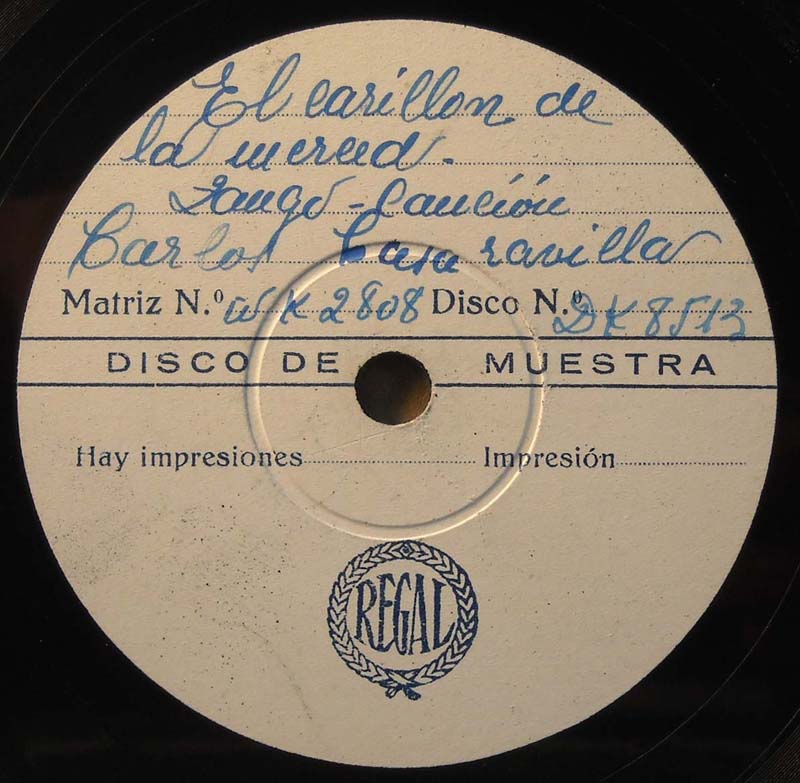 El carillon de
la merced.
Tango-Canción
Carlos Casaravilla
Matriz N.º WK 2808 Disco N.º DK 8513
DISCO DE MUESTRA
Hay impresiones Impresión
REGAL